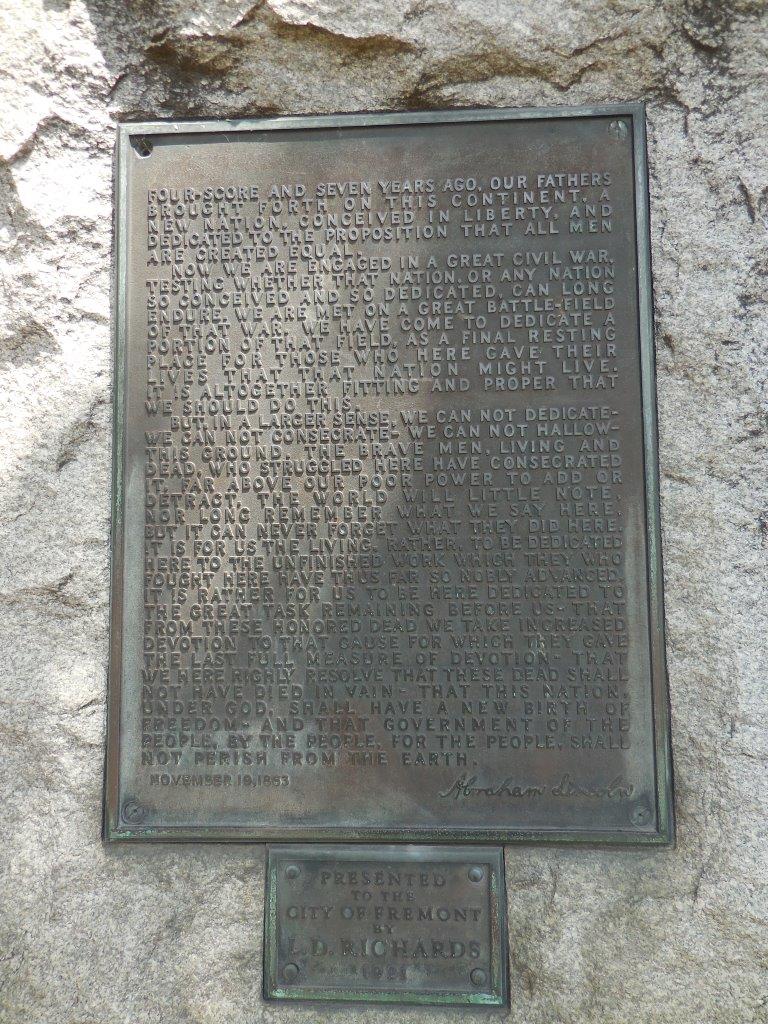 FOUR SCORE AND SEVEN YEARS AGO, OUR FATHERS
BROUGHT FORTH ON THIS CONTINENT, A
NEW NATION, CONCEIVED IN LIBERTY, AND
DEDICATED TO THE PROPOSITION THAT ALL MEN
ARE CREATED EQUAL.
NOW WE ARE ENGAGED IN A GREAT CIVIL WAR,
TESTING WHETHER THAT NATION, OR ANY NATION
SO CONCEIVED AND SO DEDICATED, CAN LONG
ENDURE. WE ARE MET ON A GREAT BATTLE-FIELD
OF THAT WAR. WE HAVE COME TO DEDICATE A
PORTION OF THAT FIELD, AS A FINAL RESTING
PLACE FOR THOSE WHO HERE GAVE THEIR
LIVES THAT THAT NATION MIGHT LIVE.
IT IS ALTOGETHER FITTING AND PROPER THAT
WE SHOULD DO THIS.
BUT, IN A LARGER SENSE, WE CAN NOT DEDICATE-
WE CAN NOT CONSECRATE- WE CAN NOT HALLOW-
THIS GROUND. THE BRAVE MEN, LIVING AND
DEAD, WHO STRUGGLED HERE HAVE CONSECRATED
IT, FAR ABOVE OUR POOR POWER TO ADD OR
DETRACT. THE WORLD WILL LITTLE NOTE,
NOR LONG REMEMBER WHAT WE SAY HERE,
BUT IT CAN NEVER FORGET WHAT THEY DID HERE.
IT IS FOR US THE LIVING, RATHER, TO BE DEDICATED
HERE TO THE UNFINISHED WORK WHICH THEY WHO
FOUGHT HERE HAVE THUS FAR SO NOBLY ADVANCED.
IT IS RATHER FOR US TO BE HERE DEDICATED TO
THE GREAT TASK REMAINING BEFORE US- THAT
FROM THESE HONORED DEAD WE TAKE INCREASED
DEVOTION TO THAT CAUSE FOR WHICH THEY GAVE
THE LAST FULL MEASURE OF DEVOTION- THAT
WE HERE HIGHLY RESOLVE THAT THESE DEAD SHALL
NOT HAVE DIED IN VAIN- THAT THIS NATION,
UNDER GOD, SHALL HAVE A NEW BIRTH OF
FREEDOM- AND THAT GOVERNMENT OF THE
PEOPLE, BY THE PEOPLE, FOR THE PEOPLE, SHALL
NOT PERISH FROM THE EARTH.
NOVEMBER 19, 1863 Abraham Lincoln
PRESENTED
TO THE
CITY OF FREMONT
BY
L.D. RICHARDS
1921